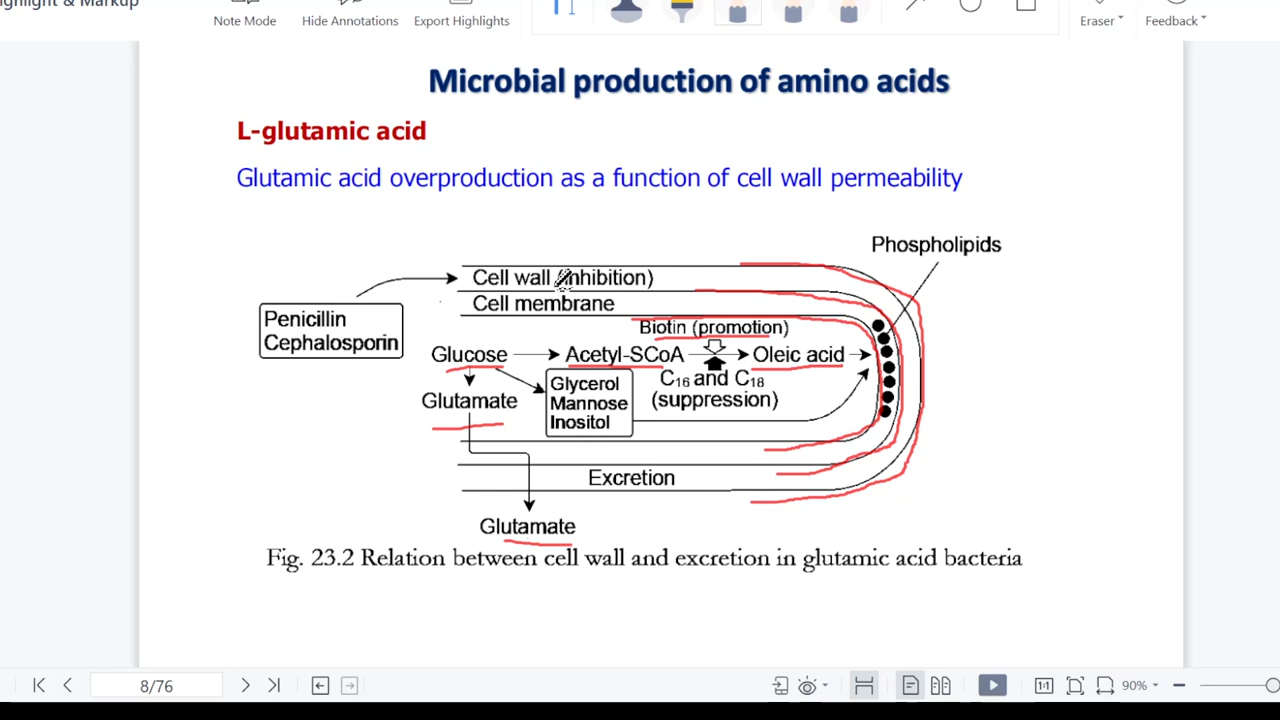 ighlight & Markup
Note Mode
Hide Annotations
Export Highlights
Eraser
Feedback
Microbial production of amino acids
L-glutamic acid
Glutamic acid overproduction as a function of cell wall permeability
Phospholipids
Cell wall (inhibition)
Cell membrane
Penicillin
Cephalosporin
Biotin (promotion)
Glucose
Acetyl-SCoA
Oleic acid
C₁₆ and C₁₈
(suppression)
Glutamate
Glycerol
Mannose
Inositol
Excretion
Glutamate
Fig. 23.2 Relation between cell wall and excretion in glutamic acid bacteria
8/76
1:1
90%